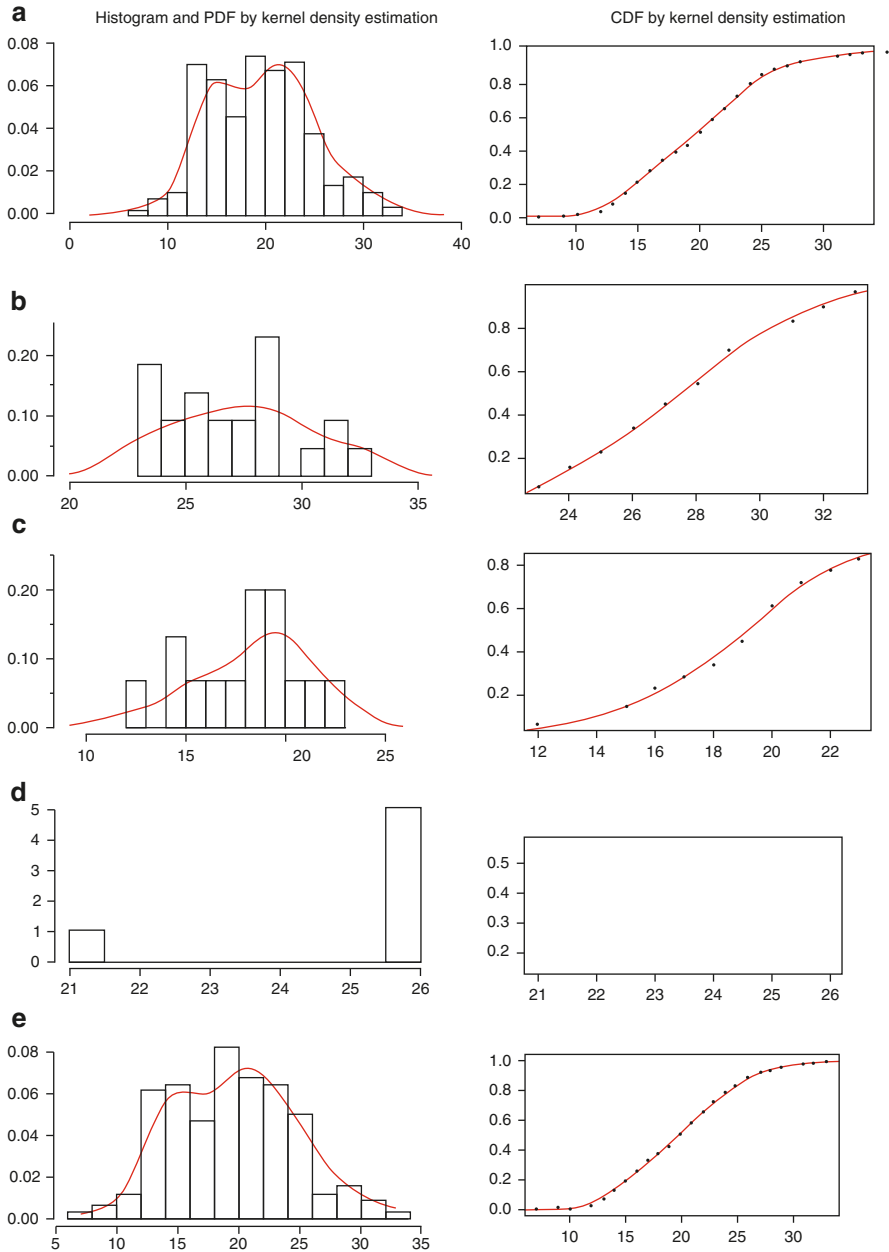 a
Histogram and PDF by kernel density estimation
CDF by kernel density estimation
0.08
0.06
0.04
0.02
0.00
0 10 20 30 40
1.0
0.8
0.6
0.4
0.2
0.0
10 15 20 25 30
b
0.20
0.10
0.00
20 25 30 35
0.8
0.6
0.4
0.2
24 26 28 30 32
c
0.20
0.10
0.00
10 15 20 25
0.8
0.6
0.4
0.2
12 14 16 18 20 22
d
5
4
3
2
1
0
21 22 23 24 25 26
0.5
0.4
0.3
0.2
21 22 23 24 25 26
e
0.08
0.06
0.04
0.02
0.00
5 10 15 20 25 30 35
1.0
0.8
0.6
0.4
0.2
0.0
10 15 20 25 30